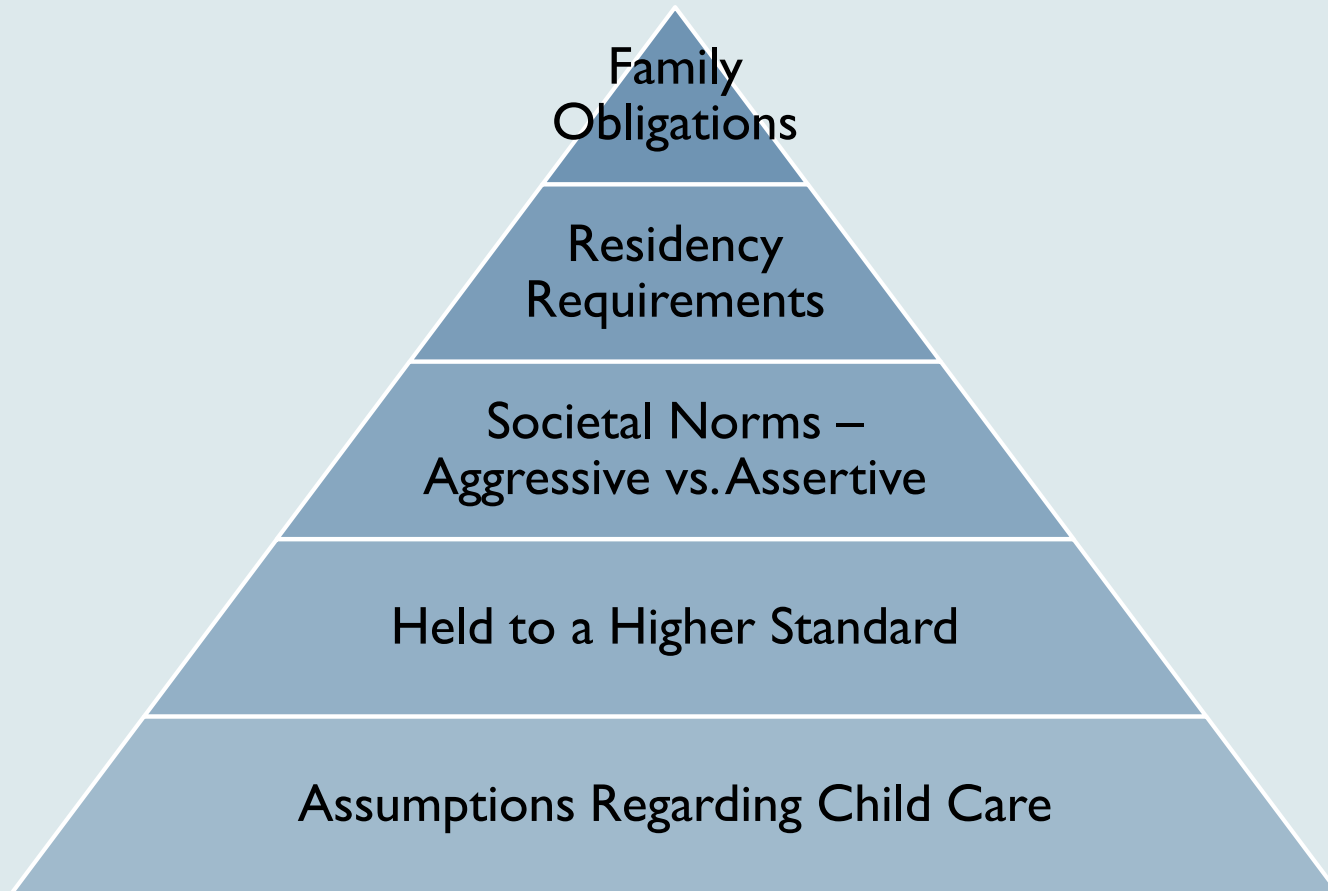 Family
Obligations
Residency
Requirements
Societal Norms –
Aggressive vs. Assertive
Held to a Higher Standard
Assumptions Regarding Child Care